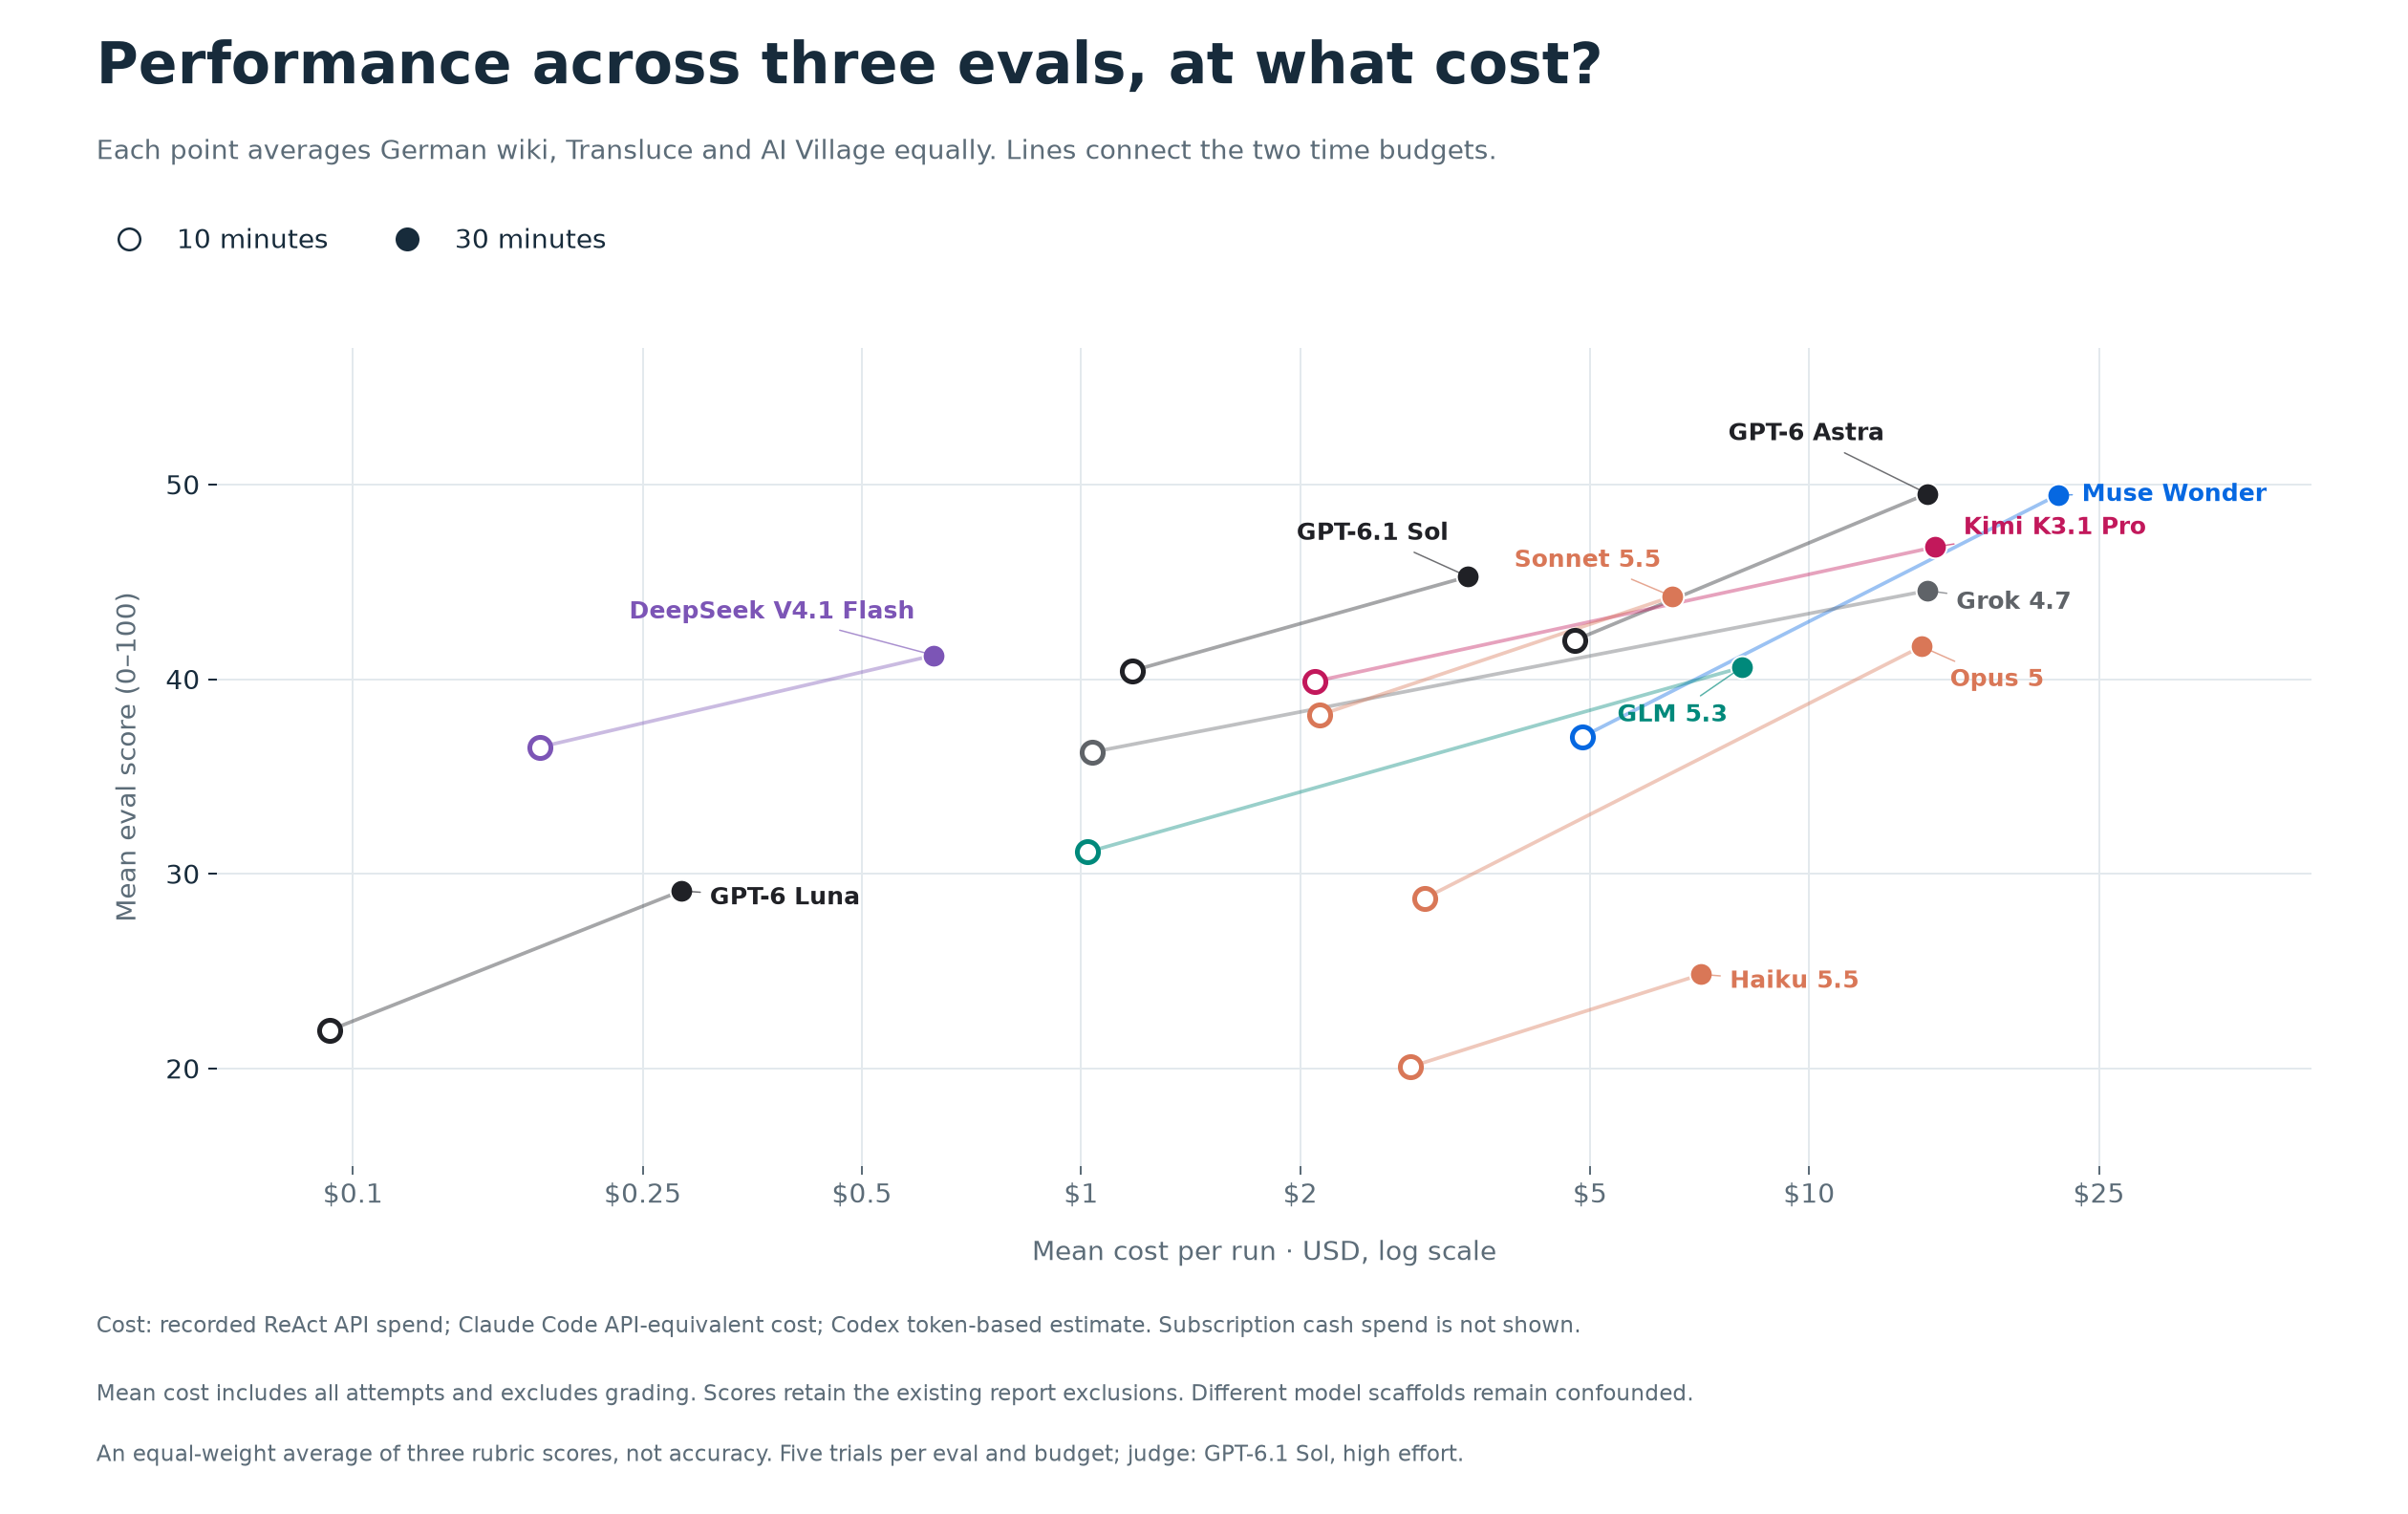 Performance across three evals, at what cost?
Each point averages German wiki, Transluce and AI Village equally. Lines connect the two time budgets.
10 minutes
30 minutes
GPT-6 Astra
Muse Wonder
Kimi K3.1 Pro
GPT-6.1 Sol
Sonnet 5.5
Grok 4.7
DeepSeek V4.1 Flash
Opus 5
GLM 5.3
GPT-6 Luna
Haiku 5.5
50
40
30
20
Mean eval score (0–100)
$0.1
$0.25
$0.5
$1
$2
$5
$10
$25
Mean cost per run · USD, log scale
Cost: recorded ReAct API spend; Claude Code API-equivalent cost; Codex token-based estimate. Subscription cash spend is not shown.
Mean cost includes all attempts and excludes grading. Scores retain the existing report exclusions. Different model scaffolds remain confounded.
An equal-weight average of three rubric scores, not accuracy. Five trials per eval and budget; judge: GPT-6.1 Sol, high effort.